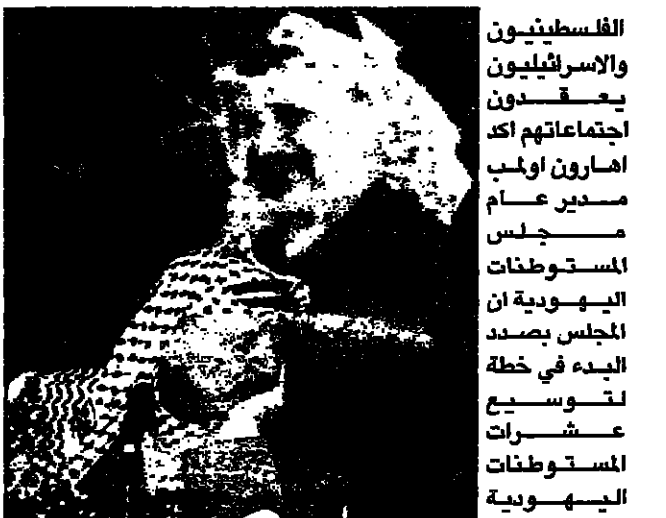 الفلسطينيون
والاسرائيليون
يعقدون
اجتماعاتهم اكد
اهارون اولمب
مدير عام
مجلس
المستوطنات
اليهودية ان
المجلس بصدد
البدء في خطة
لتوسيع
عشرات
المستوطنات
اليهودية